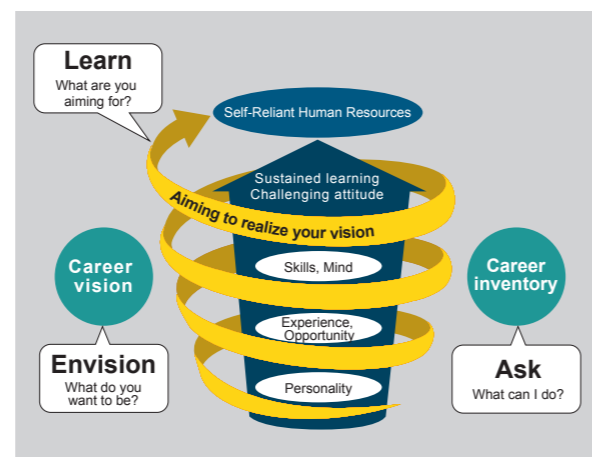 Learn
What are you
aiming for?
Self-Reliant Human Resources
Sustained learning
Challenging attitude
Aiming to realize your vision
Career
vision
Skills, Mind
Career
inventory
Experience,
Opportunity
Envision
What do you
want to be?
Ask
What can I do?
Personality